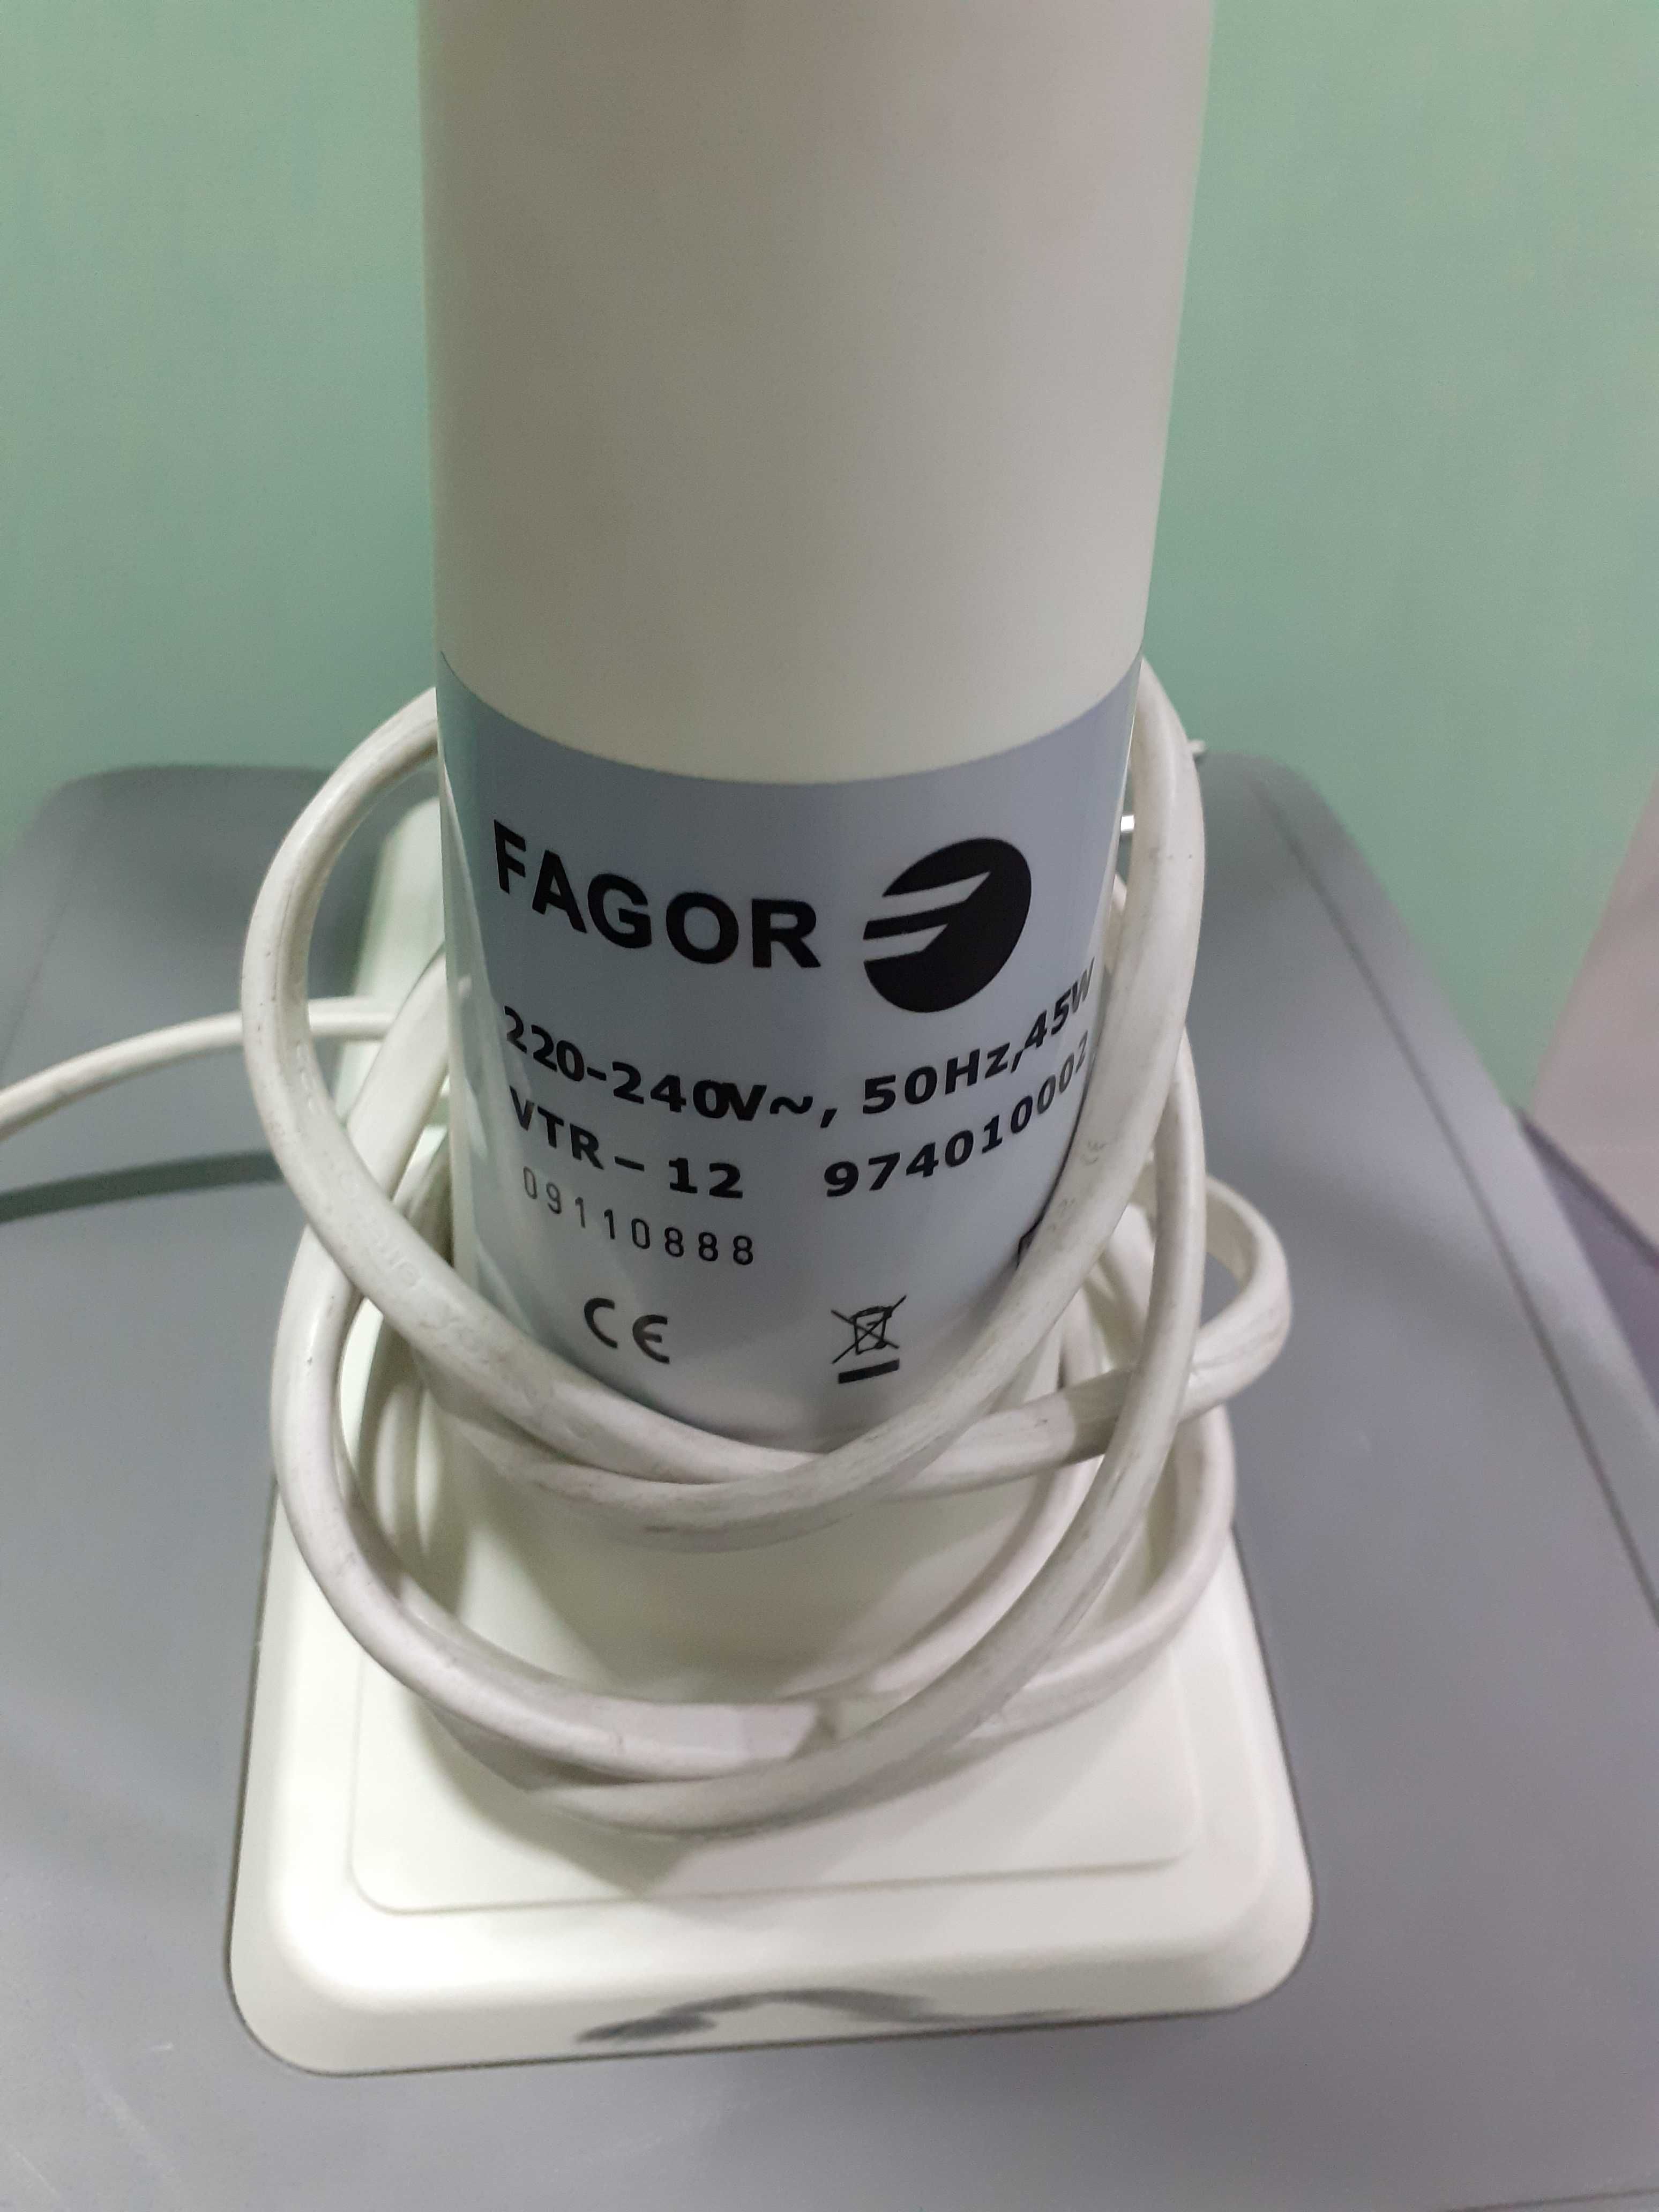 FAGOR
220-240V~, 50Hz,45W
VTR-12 974010002
09110888
CE